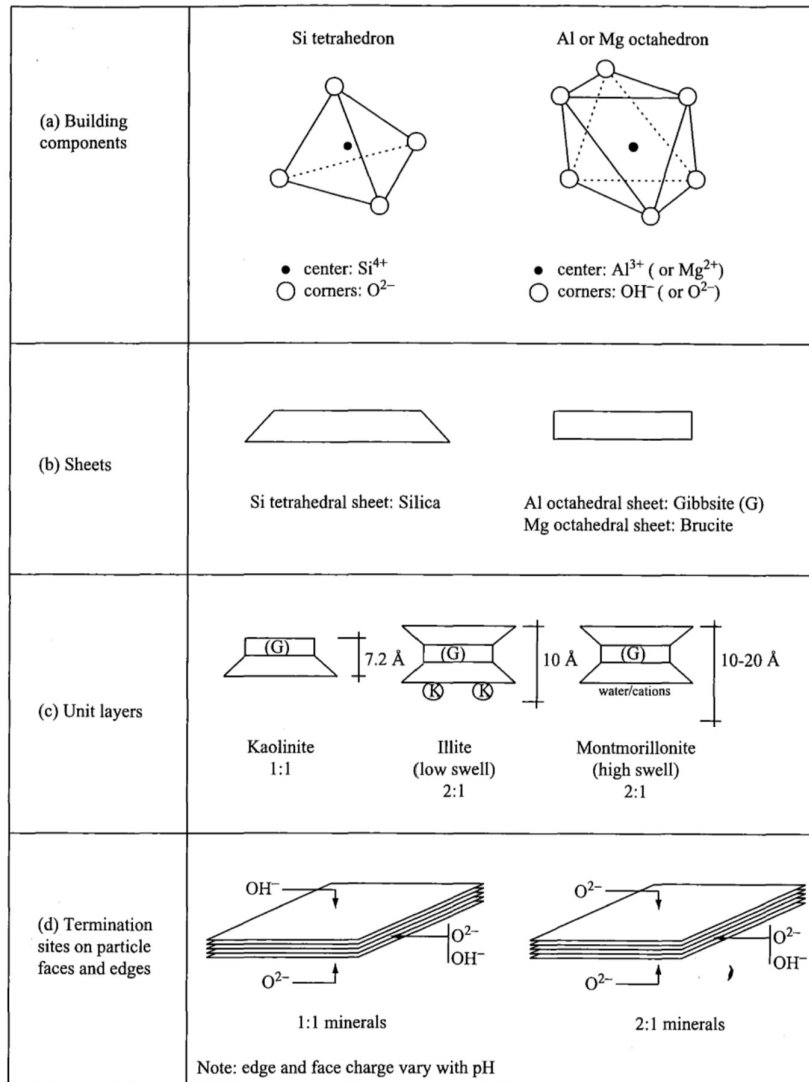 (a) Building
components
Si tetrahedron
Al or Mg octahedron
● center: Si⁴⁺
○ corners: O²⁻
● center: Al³⁺ ( or Mg²⁺)
○ corners: OH⁻ ( or O²⁻)
(b) Sheets
Si tetrahedral sheet: Silica
Al octahedral sheet: Gibbsite (G)
Mg octahedral sheet: Brucite
(c) Unit layers
(G)
7.2 Å
Kaolinite
1:1
(G)
K K
10 Å
Illite
(low swell)
2:1
(G)
water/cations
10-20 Å
Montmorillonite
(high swell)
2:1
(d) Termination
sites on particle
faces and edges
OH⁻
O²⁻
OH⁻
O²⁻
1:1 minerals
O²⁻
O²⁻
OH⁻
O²⁻
2:1 minerals
Note: edge and face charge vary with pH